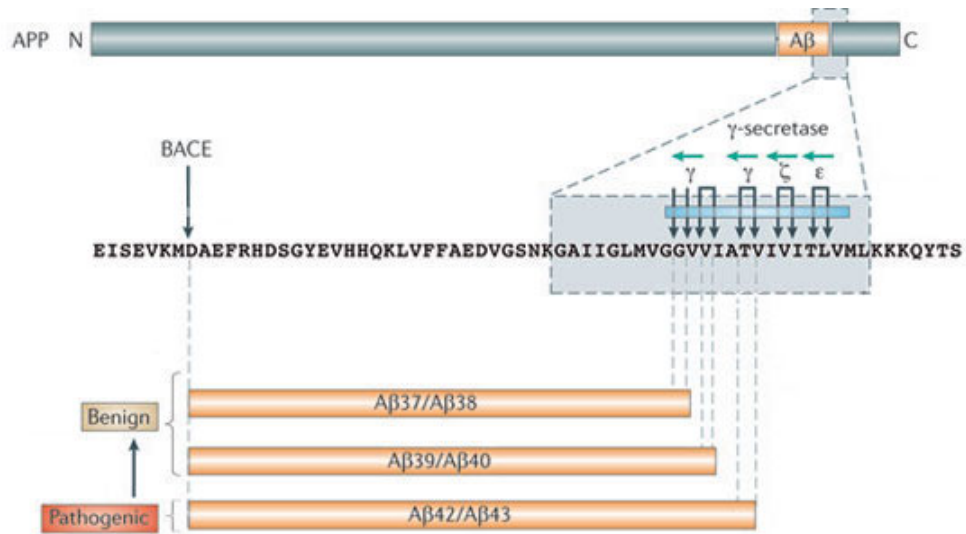 APP N Aβ C
γ-secretase
BACE
γ γ ζ ε
EISEVKMDAEFRHDSGYEVHHQKLVFFAEDVGSNKGAIIGLMVGGVVIATVIVITLVMLKKKQYTS
Aβ37/Aβ38
Benign
Aβ39/Aβ40
Pathogenic
Aβ42/Aβ43